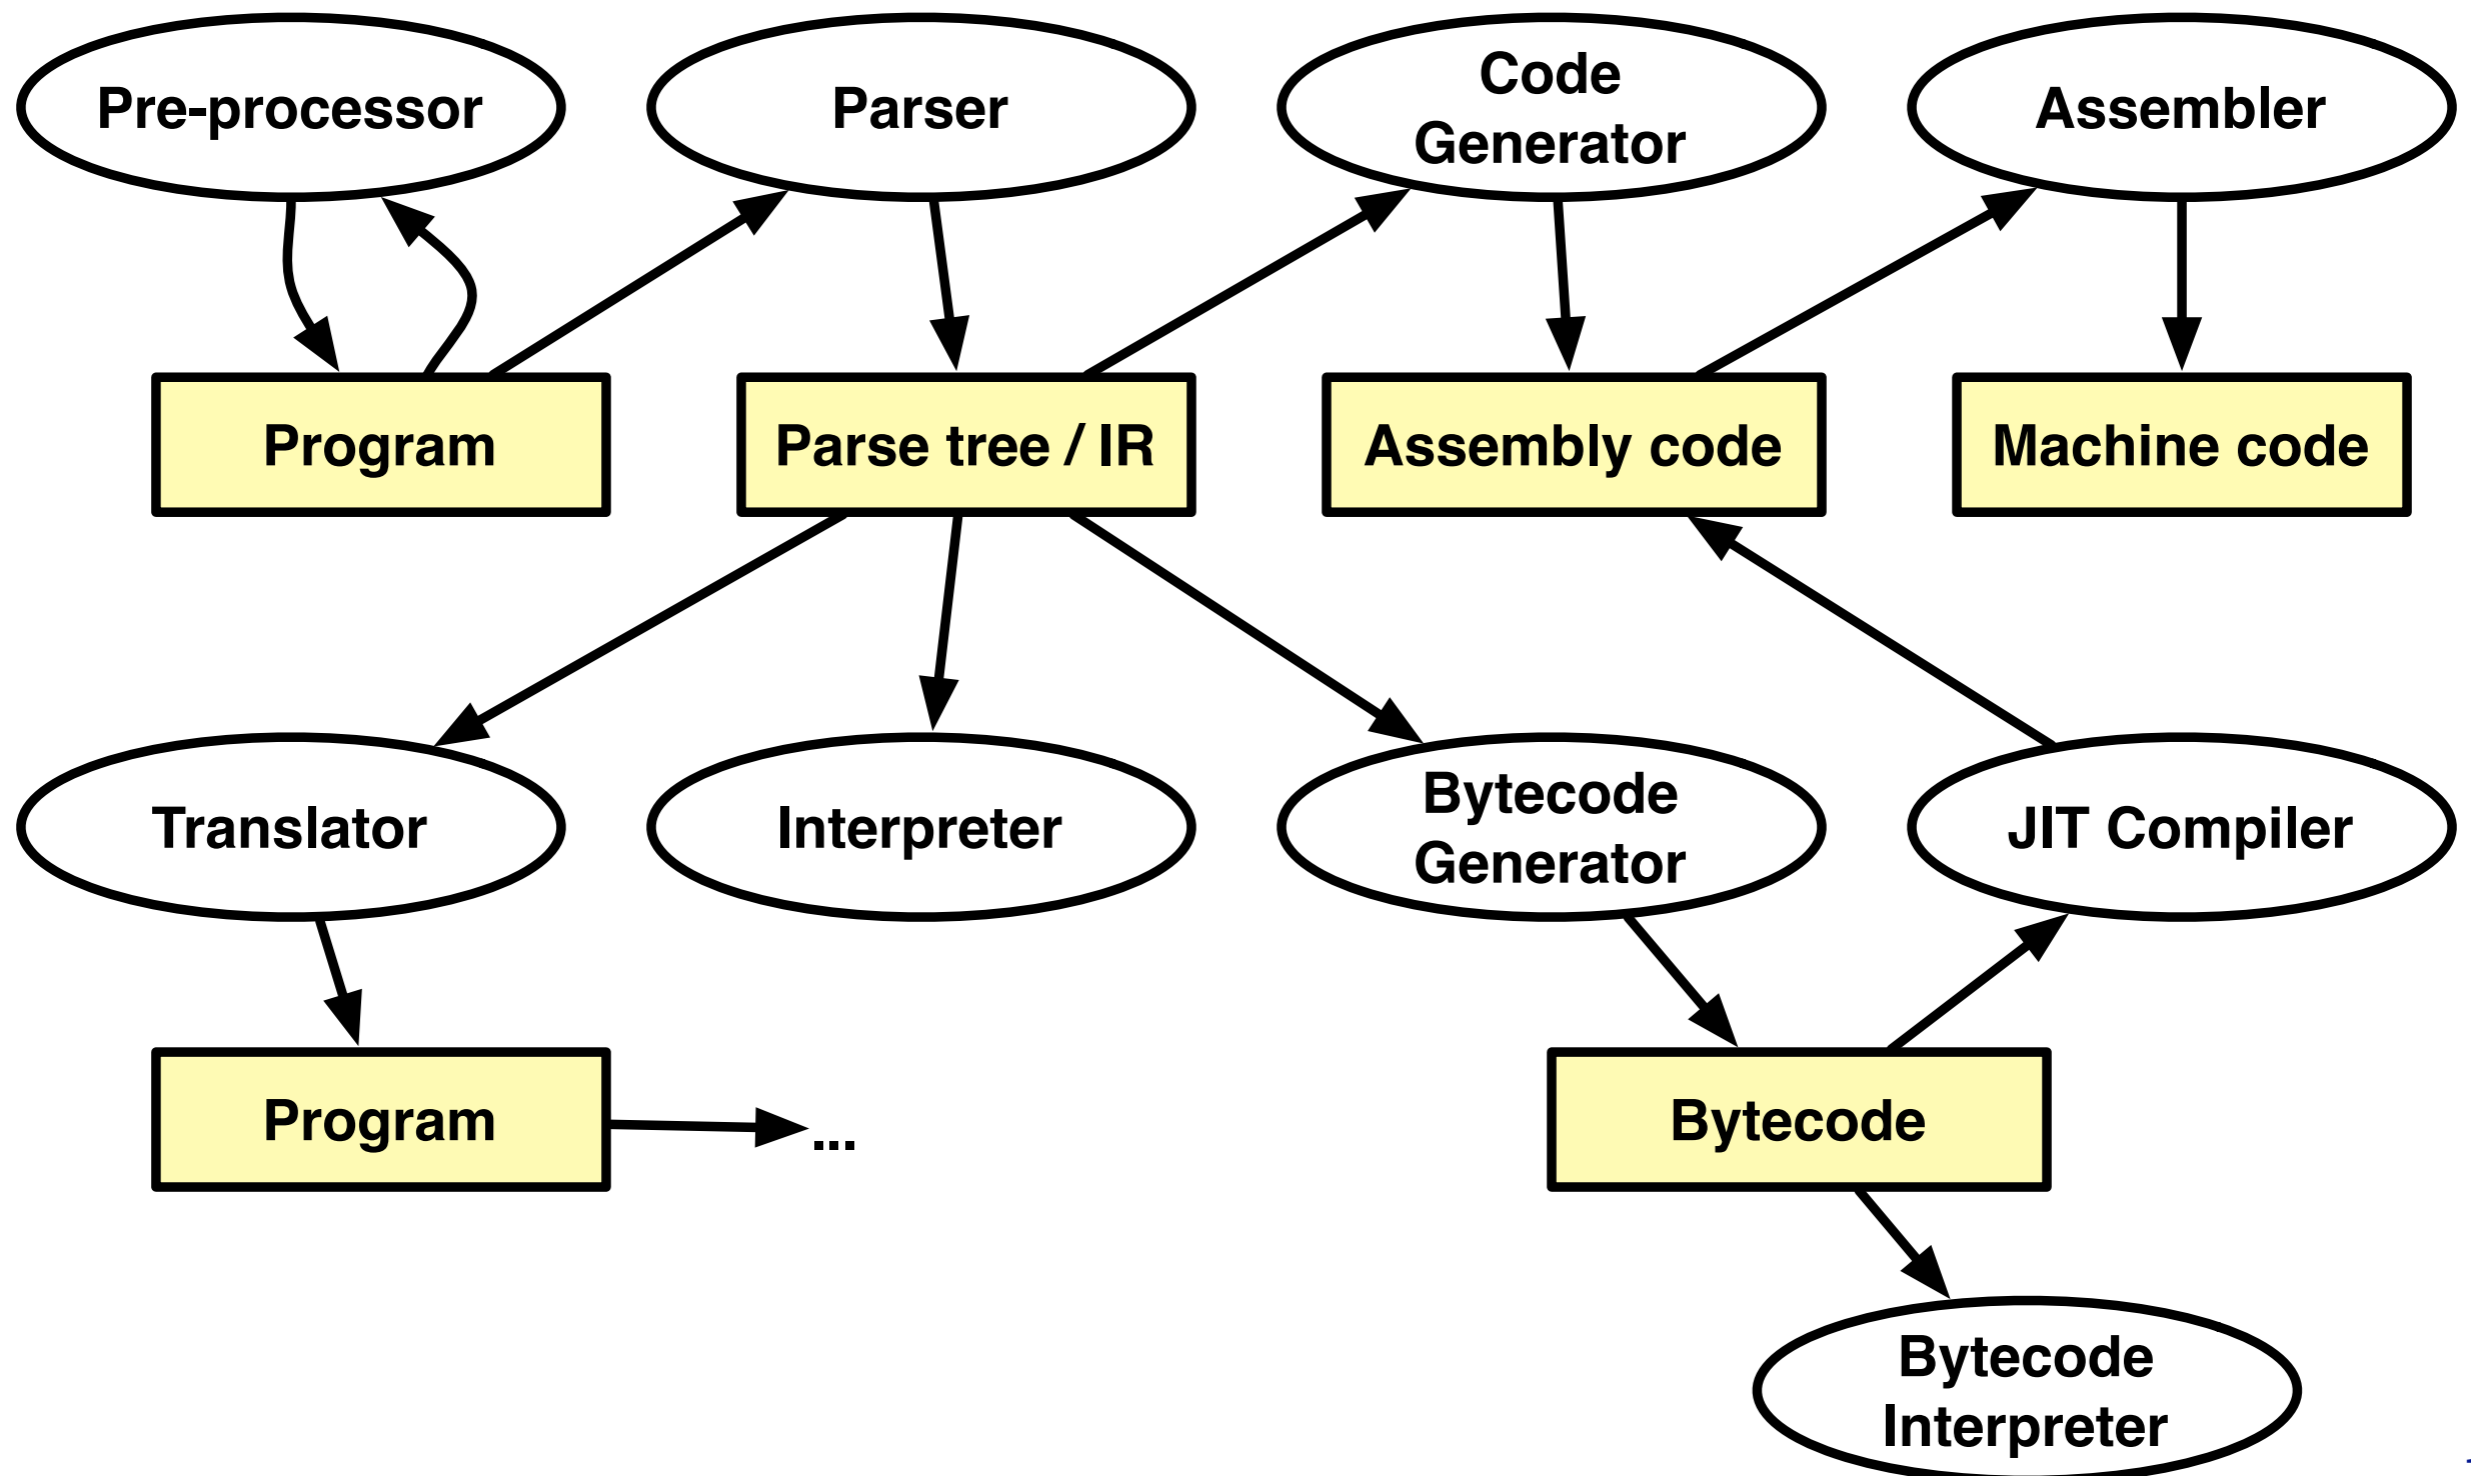 Pre-processor
Parser
Code
Generator
Assembler
Program
Parse tree / IR
Assembly code
Machine code
Translator
Interpreter
Bytecode
Generator
JIT Compiler
Program
...
Bytecode
Bytecode
Interpreter